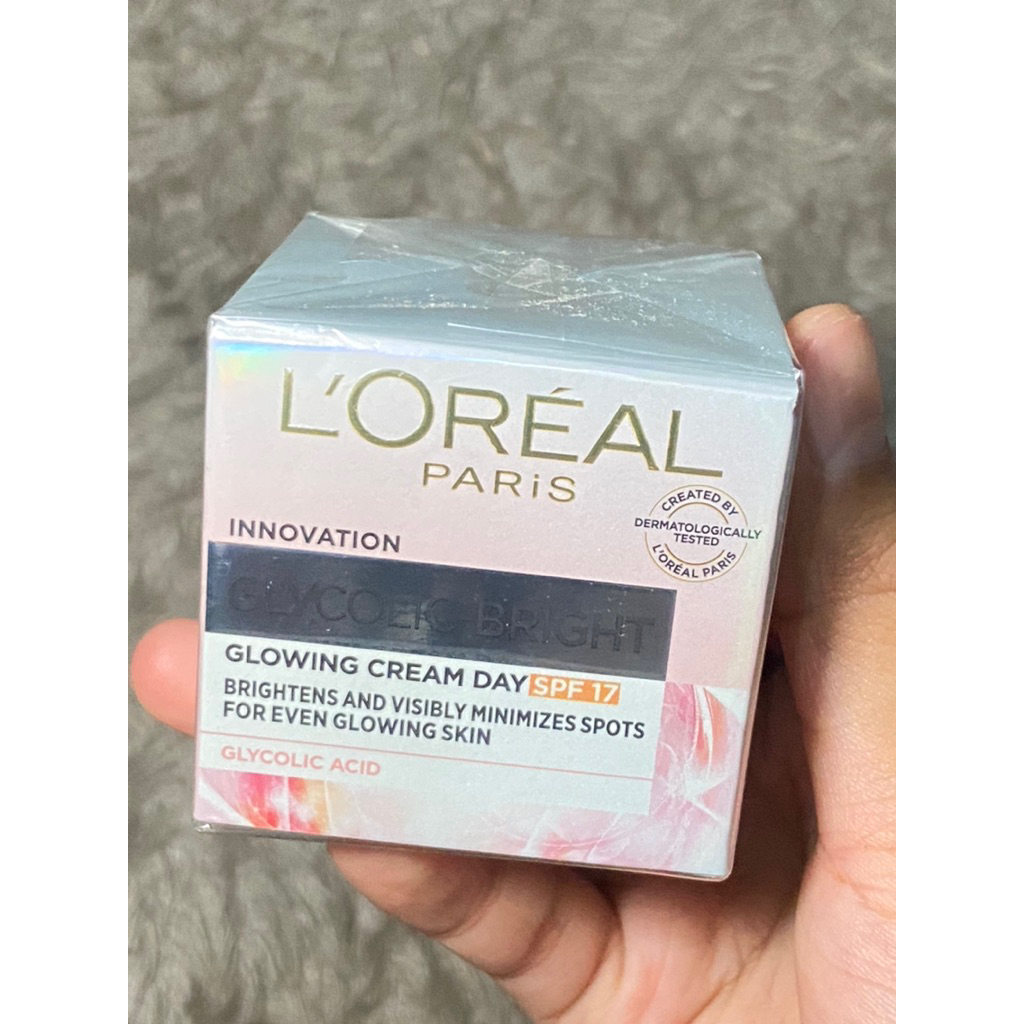 L'ORÉAL
PARiS
CREATED BY
DERMATOLOGICALLY
TESTED
L'ORÉAL PARIS
INNOVATION
GLYCOLIC BRIGHT
GLOWING CREAM DAY SPF 17
BRIGHTENS AND VISIBLY MINIMIZES SPOTS
FOR EVEN GLOWING SKIN
GLYCOLIC ACID